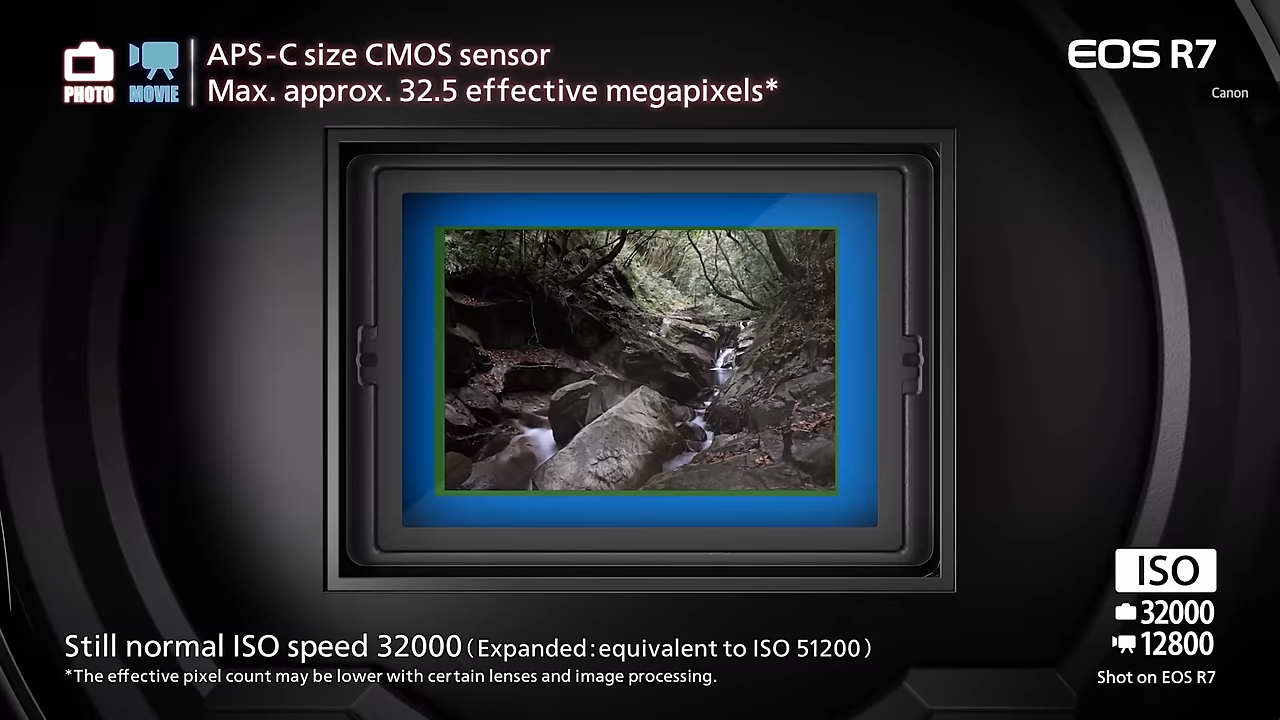 PHOTO
MOVIE
APS-C size CMOS sensor
Max. approx. 32.5 effective megapixels*
EOS R7
Canon
ISO
32000
12800
Still normal ISO speed 32000 (Expanded:equivalent to ISO 51200)
*The effective pixel count may be lower with certain lenses and image processing.
Shot on EOS R7